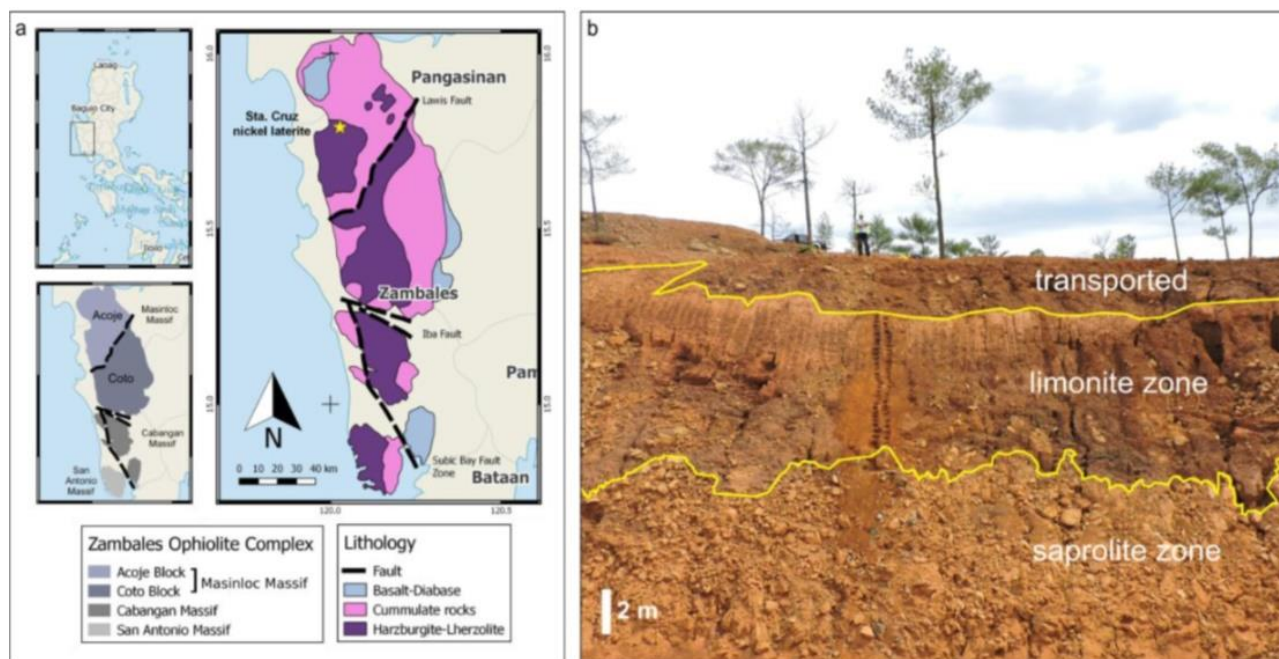 a
Laoag
Baguio City
Acoje
Masinloc
Massif
Coto
Cabangan
Massif
San
Antonio
Massif
Pangasinan
Lawis Fault
Sta. Cruz
nickel laterite
Zambales
Iba Fault
Pam
Subic Bay Fault
Zone
Bataan
N
0 10 20 30 40 km
16.0
15.5
15.0
120.0
120.5
Zambales Ophiolite Complex
Acoje Block
Coto Block
Masinloc Massif
Cabangan Massif
San Antonio Massif
Lithology
Fault
Basalt-Diabase
Cummulate rocks
Harzburgite-Lherzolite
b
transported
limonite zone
saprolite zone
2 m